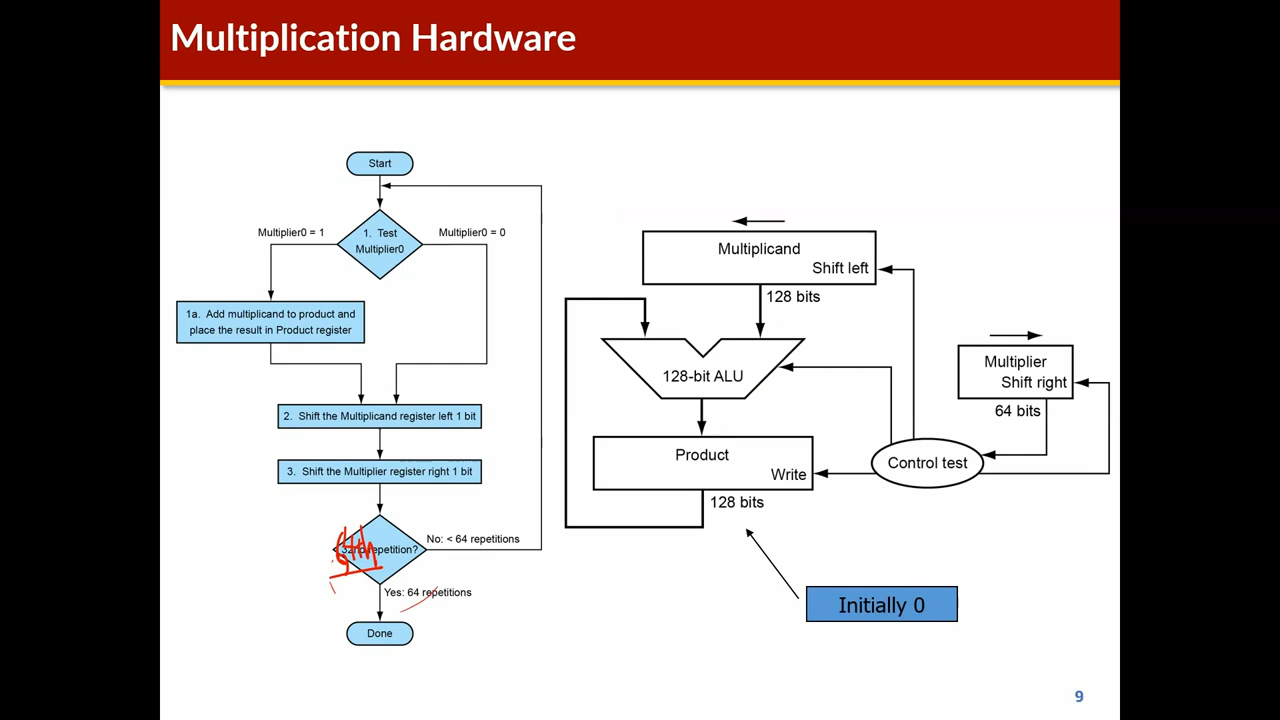 Multiplication Hardware
Start
Multiplier0 = 1
1. Test
Multiplier0
Multiplier0 = 0
1a. Add multiplicand to product and
place the result in Product register
2. Shift the Multiplicand register left 1 bit
3. Shift the Multiplier register right 1 bit
repetition?
No: < 64 repetitions
Yes: 64 repetitions
Done
Multiplicand
Shift left
128 bits
128-bit ALU
Product
Write
128 bits
Multiplier
Shift right
64 bits
Control test
Initially 0
9